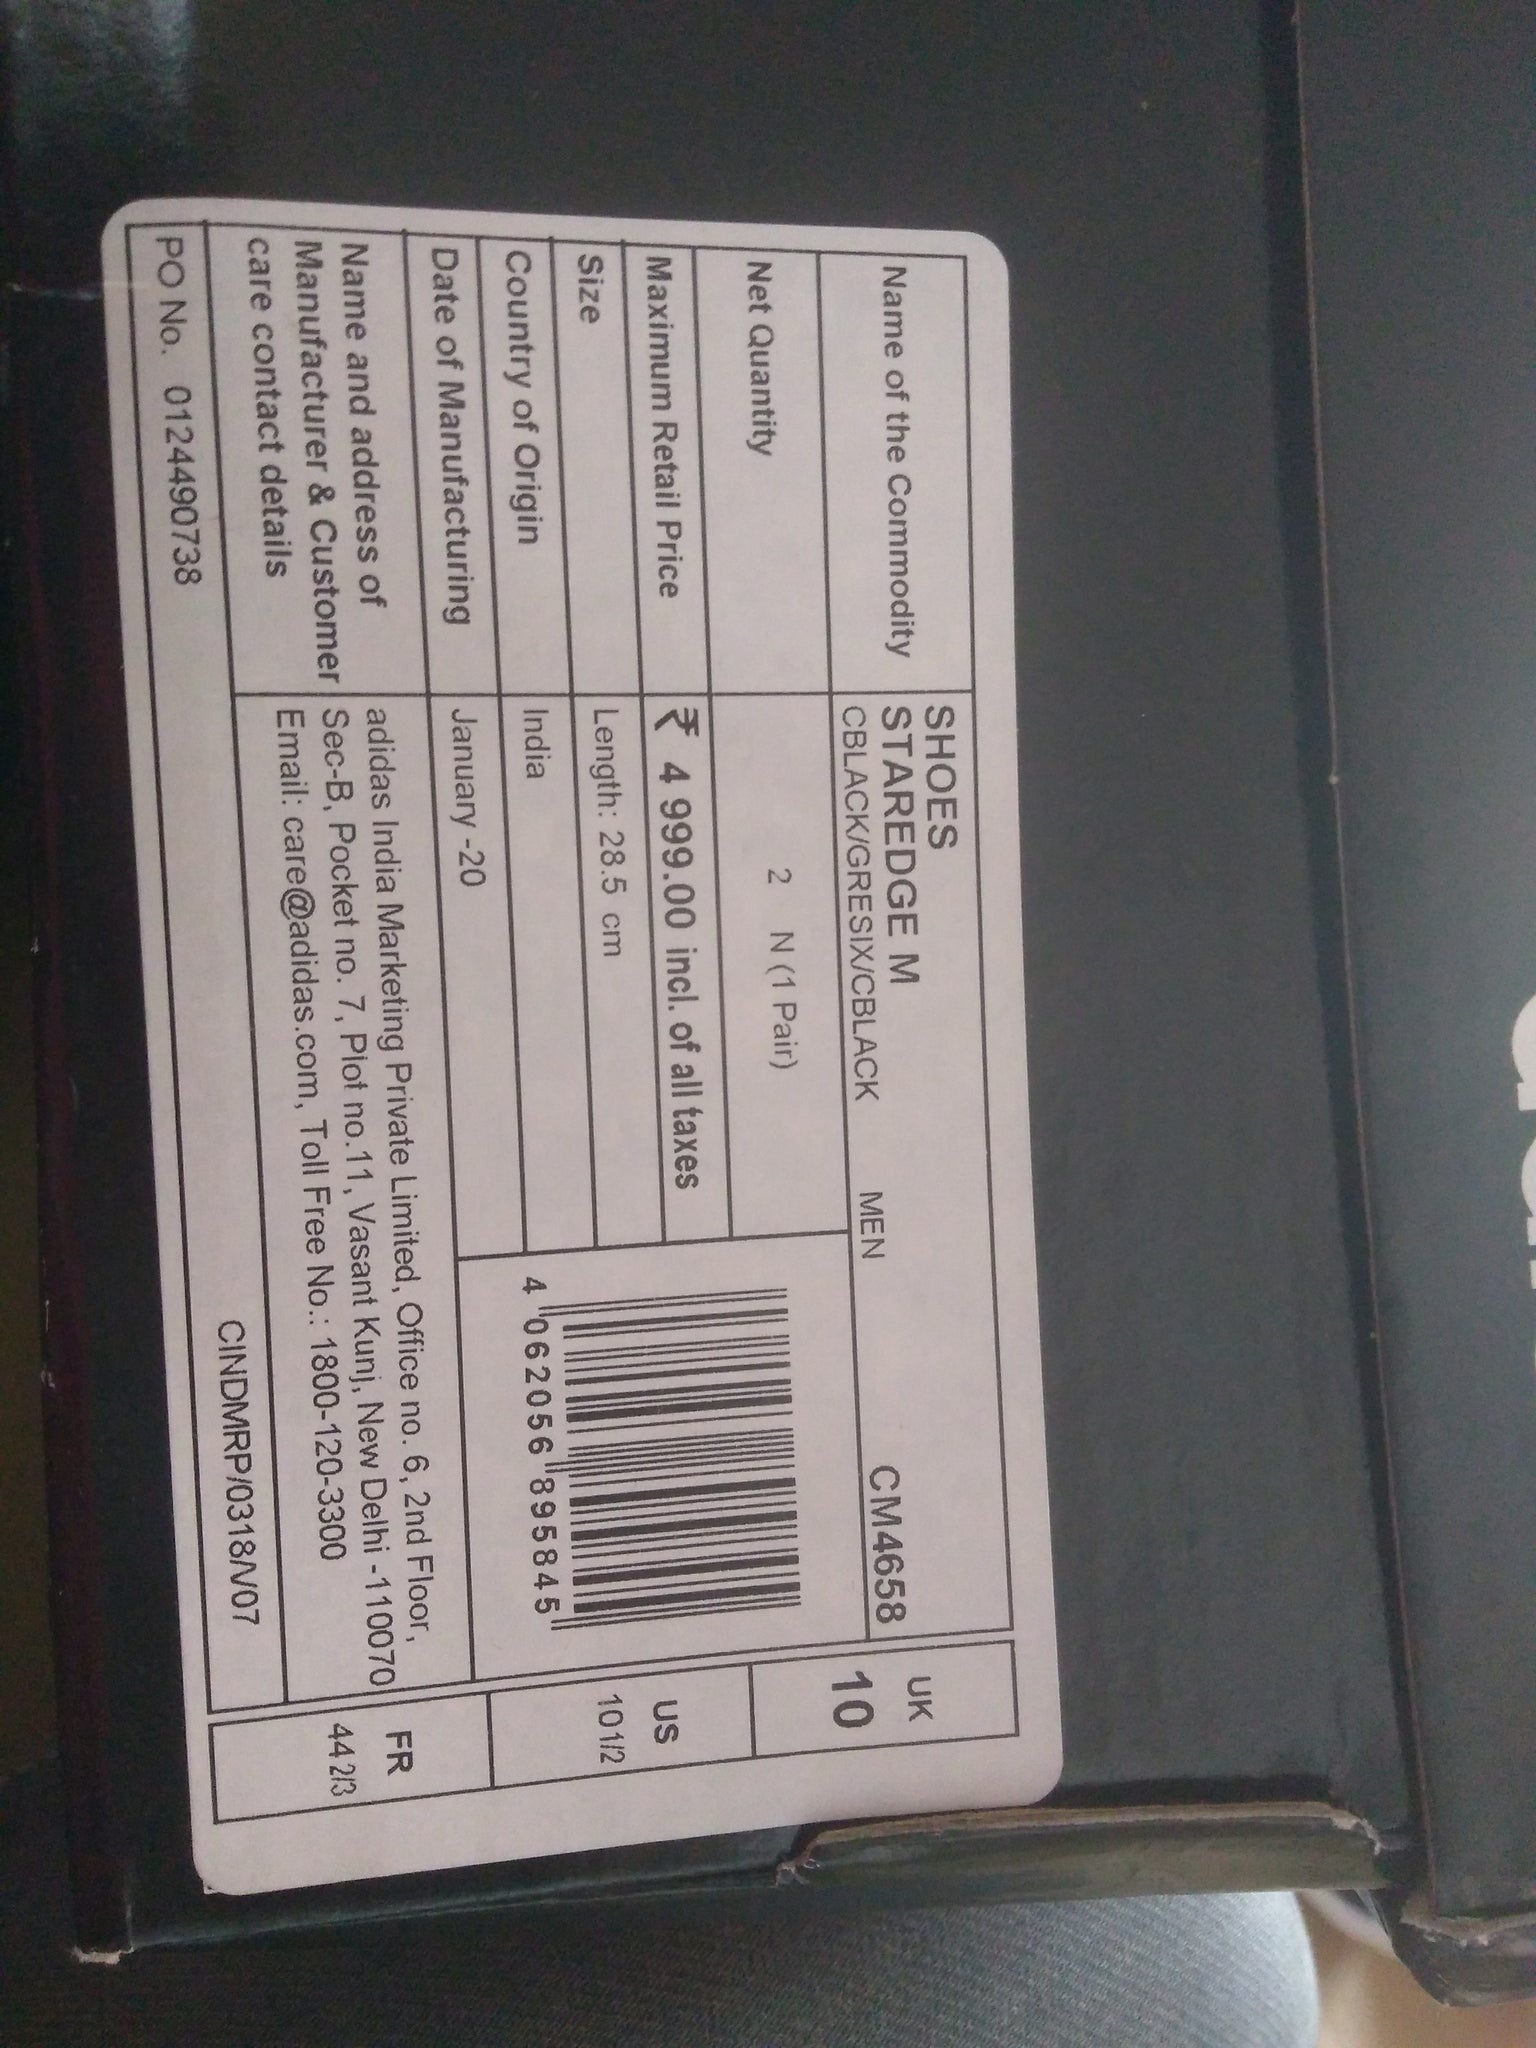 Name of the Commodity
SHOES
STAREDGE M
CBLACK/GRESIX/CBLACK MEN CM4658
Net Quantity 2 N (1 Pair)
Maximum Retail Price ₹ 4 999.00 incl. of all taxes
Size Length: 28.5 cm
Country of Origin India
Date of Manufacturing January -20
4 062056 895845
Name and address of
Manufacturer & Customer
care contact details
adidas India Marketing Private Limited, Office no. 6, 2nd Floor,
Sec-B, Pocket no. 7, Plot no.11, Vasant Kunj, New Delhi -110070
Email: care@adidas.com, Toll Free No.: 1800-120-3300
PO No. 0124490738 CINDMRP/0318/V07
UK
10
US
10 1/2
FR
44 2/3